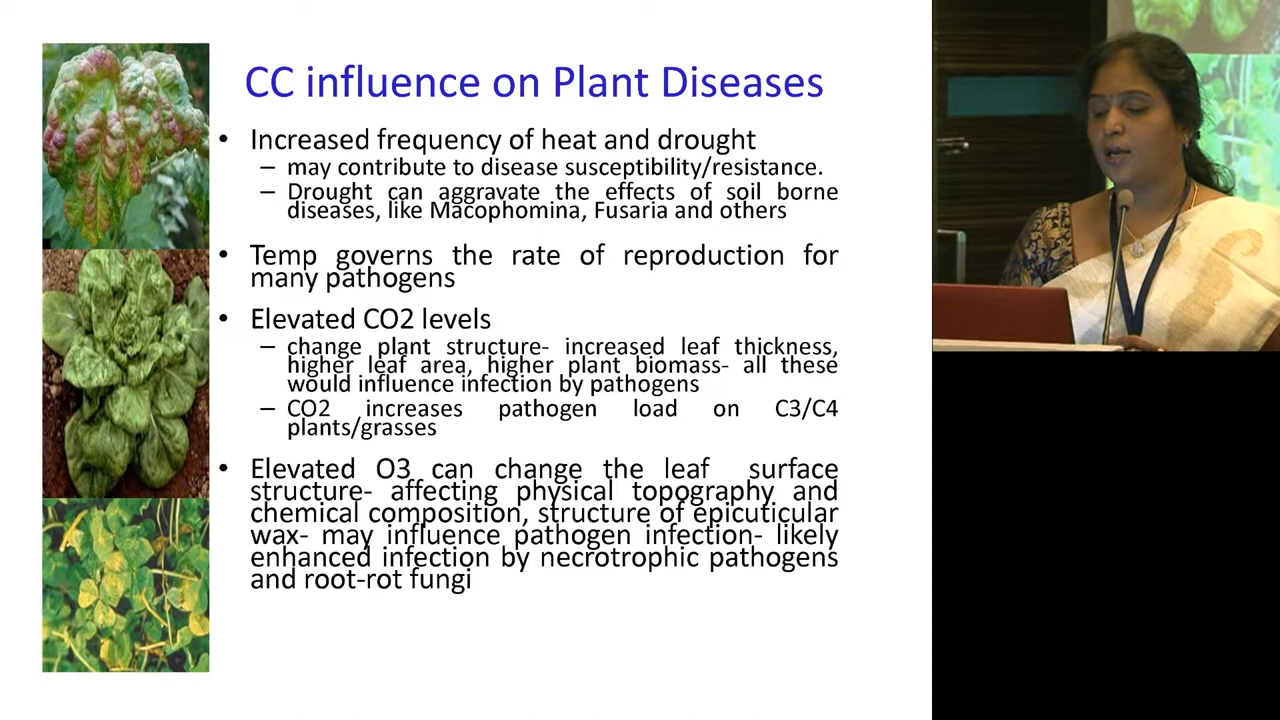 CC influence on Plant Diseases
• Increased frequency of heat and drought
– may contribute to disease susceptibility/resistance.
– Drought can aggravate the effects of soil borne
diseases, like Macophomina, Fusaria and others
• Temp governs the rate of reproduction for
many pathogens
• Elevated CO2 levels
– change plant structure- increased leaf thickness,
higher leaf area, higher plant biomass- all these
would influence infection by pathogens
– CO2 increases pathogen load on C3/C4
plants/grasses
• Elevated O3 can change the leaf surface
structure- affecting physical topography and
chemical composition, structure of epicuticular
wax- may influence pathogen infection- likely
enhanced infection by necrotrophic pathogens
and root-rot fungi